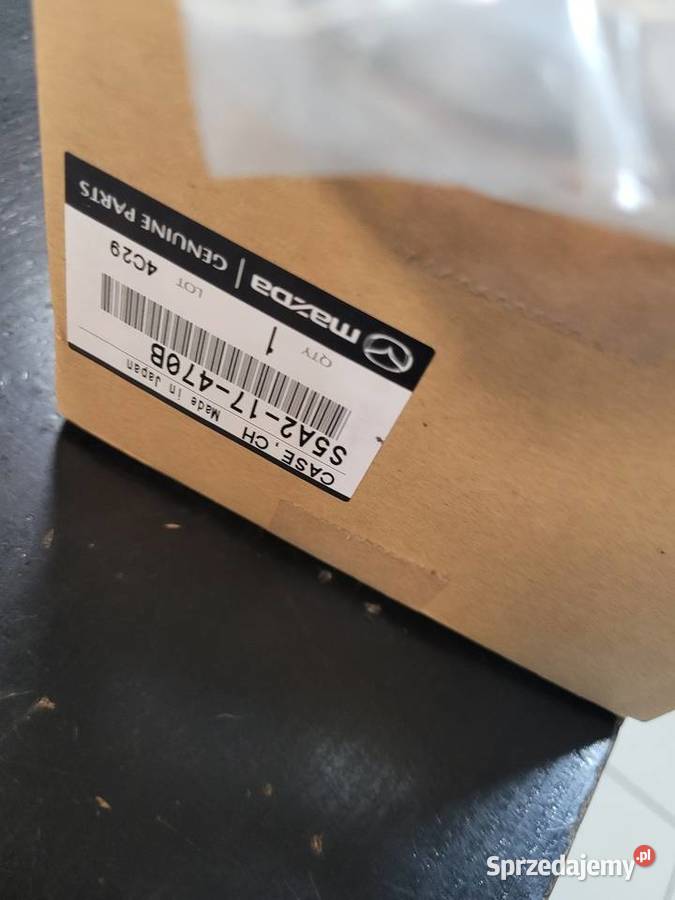 mazda | GENUINE PARTS
QTY 1 LOT 4C29
S5A2-17-470B
CASE,CH Made in Japan
Sprzedajemy.pl